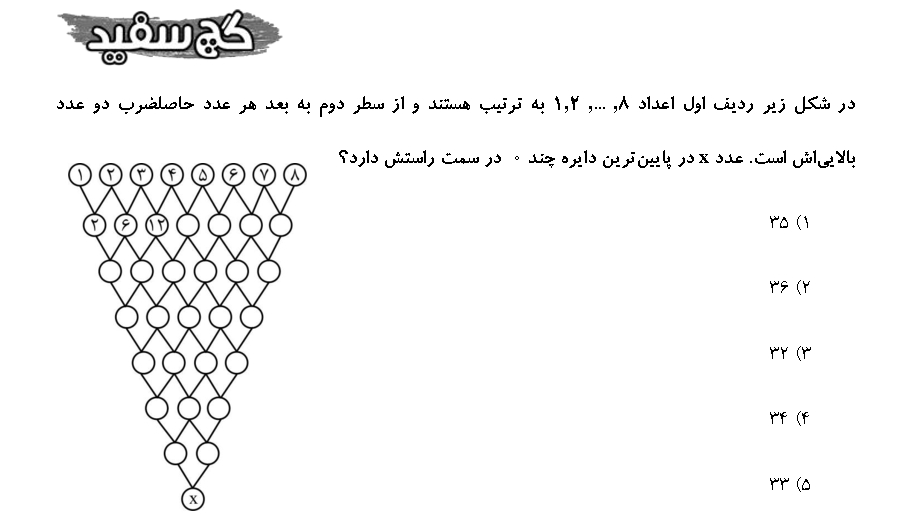 گچ سفید
در شکل زیر ردیف اول اعداد ۱,۲, ..., ۸ به ترتیب هستند و از سطر دوم به بعد هر عدد حاصلضرب دو عدد
بالایی‌اش است. عدد x در پایین‌ترین دایره چند ۰ در سمت راستش دارد؟
۱ ۲ ۳ ۴ ۵ ۶ ۷ ۸
۲ ۶ ۱۲
x
۱) ۳۵
۲) ۳۶
۳) ۳۲
۴) ۳۴
۵) ۳۳